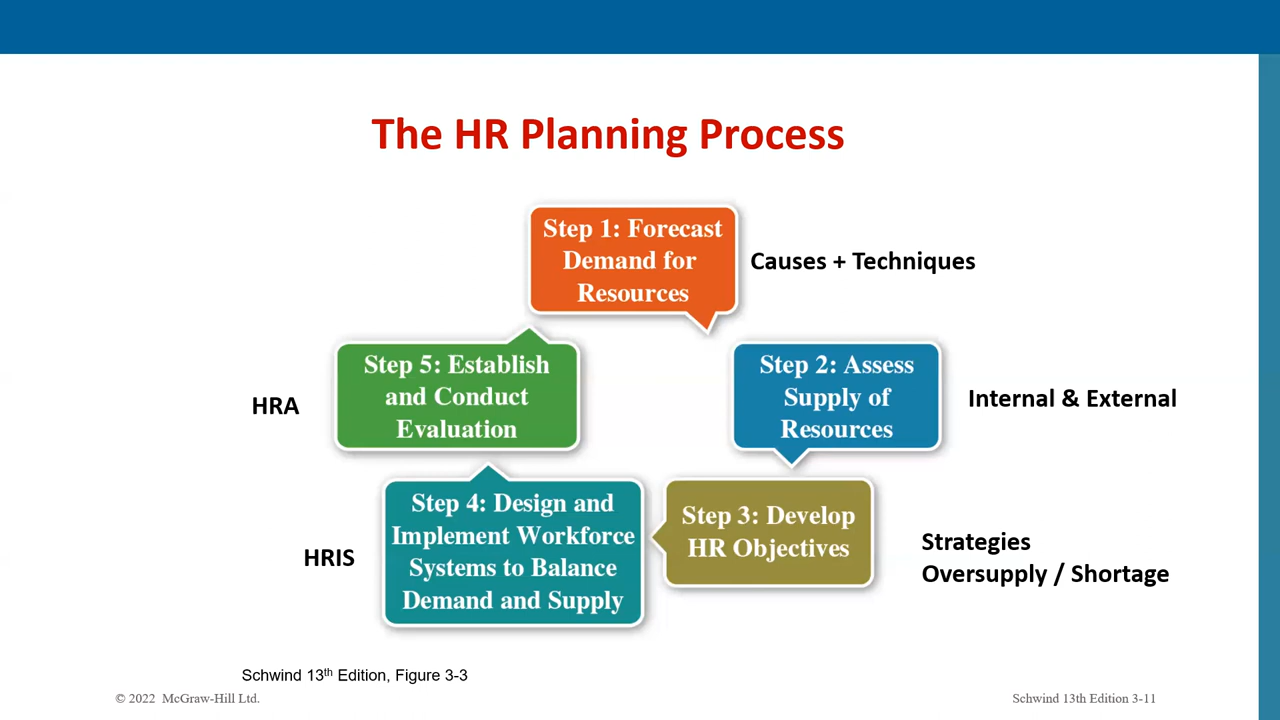 The HR Planning Process
Step 1: Forecast
Demand for
Resources
Causes + Techniques
Step 2: Assess
Supply of
Resources
Internal & External
Step 3: Develop
HR Objectives
Strategies
Oversupply / Shortage
Step 4: Design and
Implement Workforce
Systems to Balance
Demand and Supply
HRIS
Step 5: Establish
and Conduct
Evaluation
HRA
Schwind 13th Edition, Figure 3-3
© 2022 McGraw-Hill Ltd.
Schwind 13th Edition 3-11